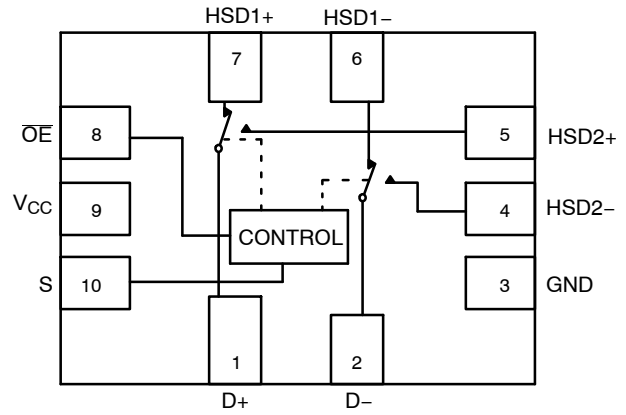 HSD1+ HSD1−
7 6
OE 8 5 HSD2+
VCC 9 4 HSD2−
CONTROL
S 10 3 GND
1 2
D+ D−